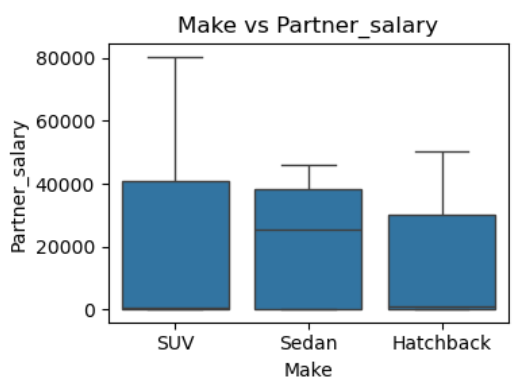 Make vs Partner_salary
Partner_salary
80000
60000
40000
20000
0
SUV Sedan Hatchback
Make